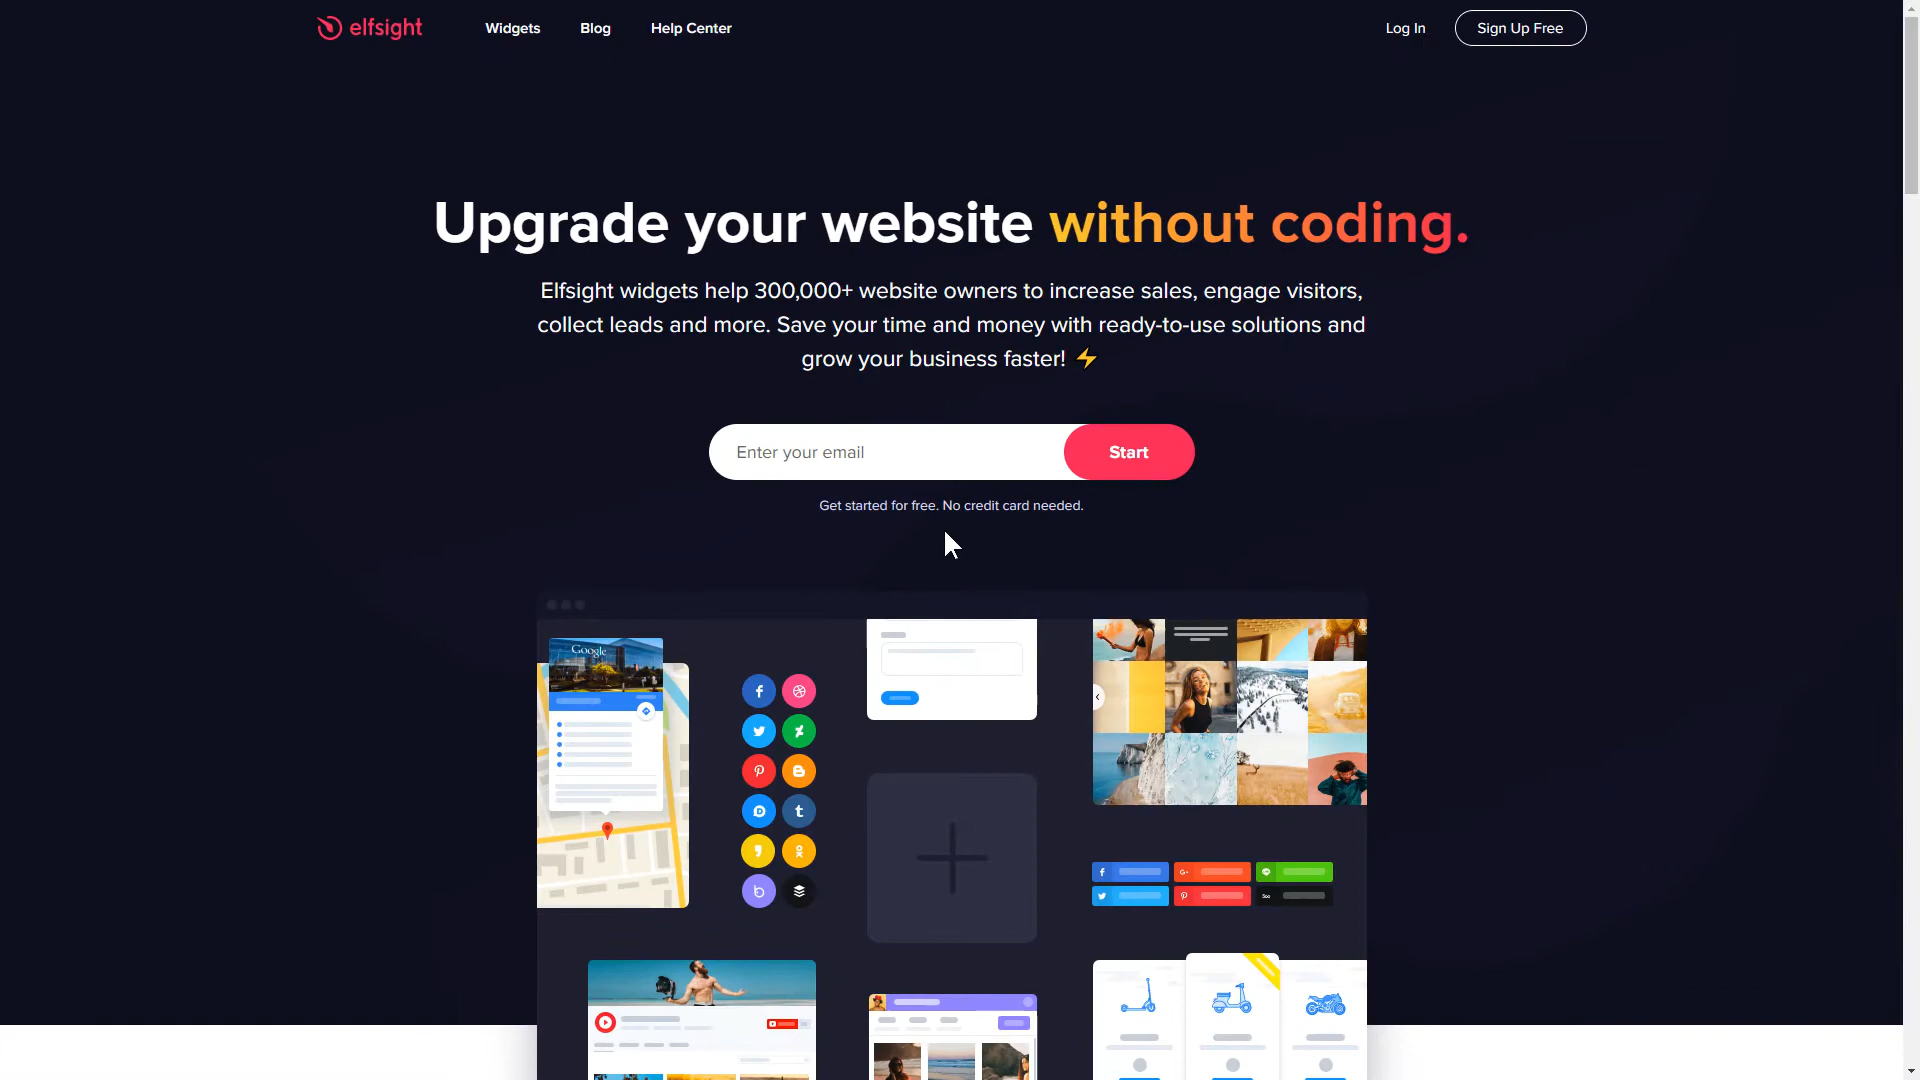 elfsight
Widgets
Blog
Help Center
Log In
Sign Up Free
Upgrade your website without coding.
Elfsight widgets help 300,000+ website owners to increase sales, engage visitors,
collect leads and more. Save your time and money with ready-to-use solutions and
grow your business faster! ⚡
Enter your email
Start
Get started for free. No credit card needed.
Google